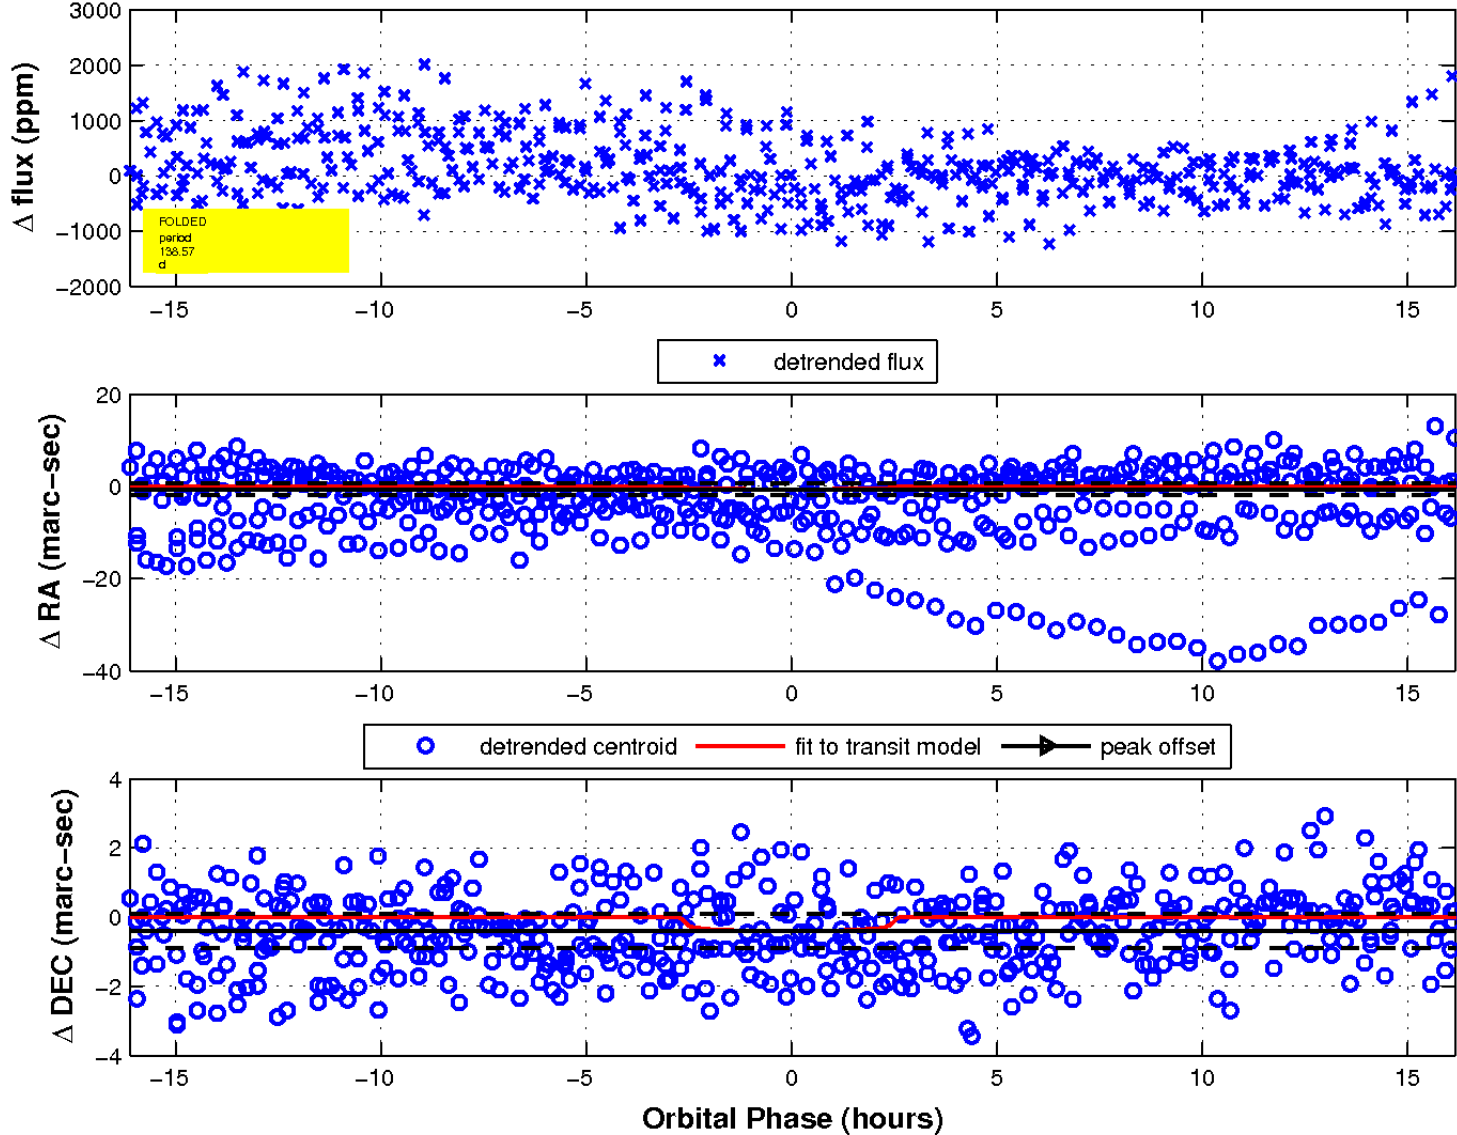 3000
2000
1000
0
−1000
−2000
Δ flux (ppm)
FOLDED
period
138.57
d
−15 −10 −5 0 5 10 15
detrended flux
20
0
−20
−40
Δ RA (marc−sec)
−15 −10 −5 0 5 10 15
detrended centroid fit to transit model peak offset
4
2
0
−2
−4
Δ DEC (marc−sec)
−15 −10 −5 0 5 10 15
Orbital Phase (hours)